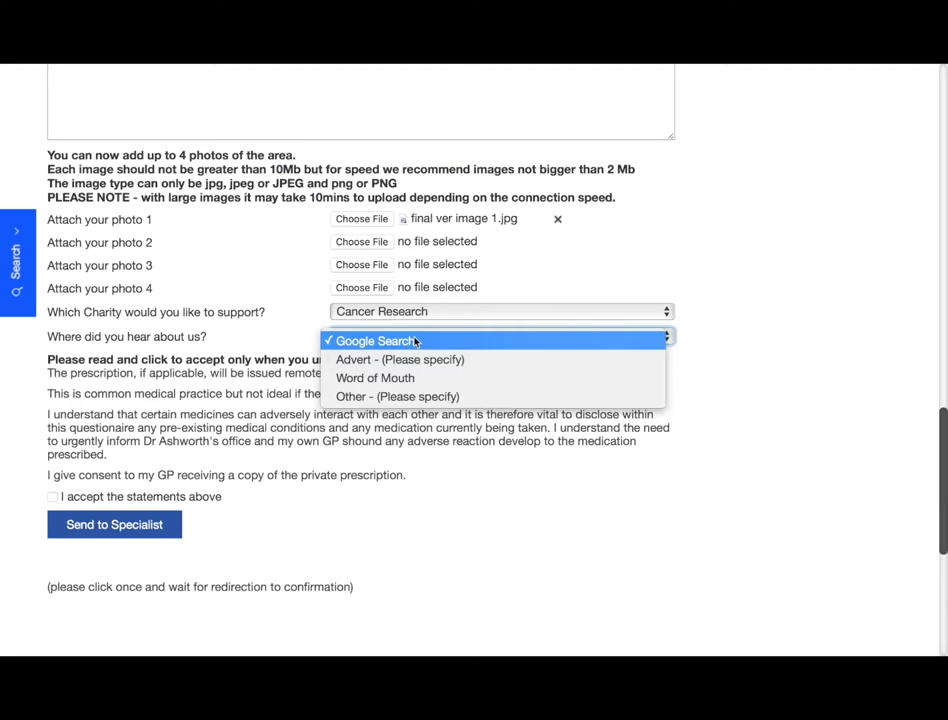 You can now add up to 4 photos of the area.
Each image should not be greater than 10Mb but for speed we recommend images not bigger than 2 Mb
The image type can only be jpg, jpeg or JPEG and png or PNG
PLEASE NOTE - with large images it may take 10mins to upload depending on the connection speed.
Attach your photo 1 Choose File final ver image 1.jpg
Attach your photo 2 Choose File no file selected
Attach your photo 3 Choose File no file selected
Attach your photo 4 Choose File no file selected
Search
Which Charity would you like to support? Cancer Research
Where did you hear about us?
Google Search
Advert - (Please specify)
Word of Mouth
Other - (Please specify)
Please read and click to accept only when you
The prescription, if applicable, will be issued remote
This is common medical practice but not ideal if the
I understand that certain medicines can adversely interact with each other and it is therefore vital to disclose within
this questionaire any pre-existing medical conditions and any medication currently being taken. I understand the need
to urgently inform Dr Ashworth's office and my own GP shound any adverse reaction develop to the medication
prescribed.
I give consent to my GP receiving a copy of the private prescription.
I accept the statements above
Send to Specialist
(please click once and wait for redirection to confirmation)